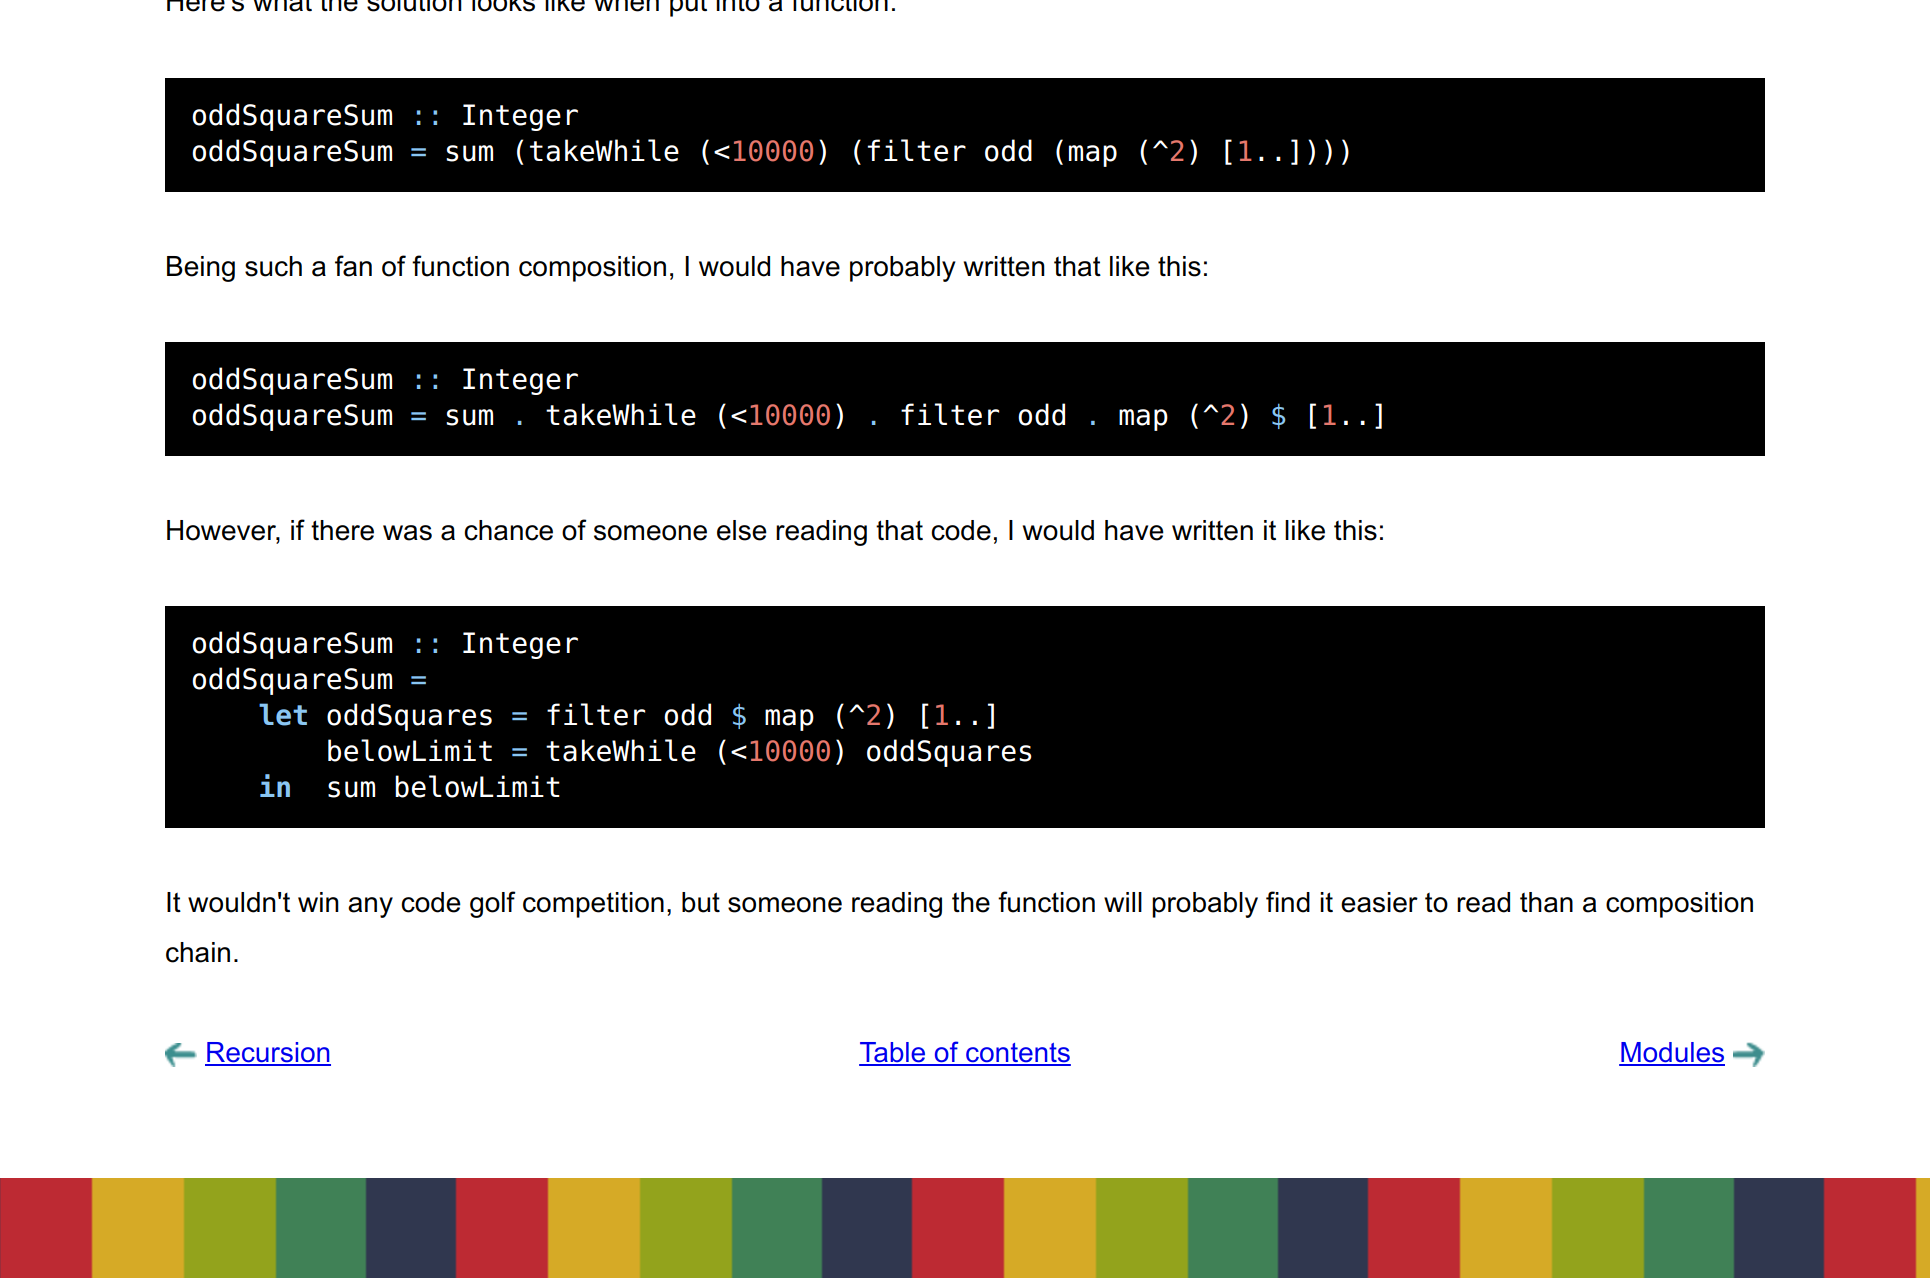 Here's what the solution looks like when put into a function.
oddSquareSum :: Integer
oddSquareSum = sum (takeWhile (<10000) (filter odd (map (^2) [1..])))
Being such a fan of function composition, I would have probably written that like this:
oddSquareSum :: Integer
oddSquareSum = sum . takeWhile (<10000) . filter odd . map (^2) $ [1..]
However, if there was a chance of someone else reading that code, I would have written it like this:
oddSquareSum :: Integer
oddSquareSum =
    let oddSquares = filter odd $ map (^2) [1..]
        belowLimit = takeWhile (<10000) oddSquares
    in  sum belowLimit
It wouldn't win any code golf competition, but someone reading the function will probably find it easier to read than a composition
chain.
Recursion
Table of contents
Modules